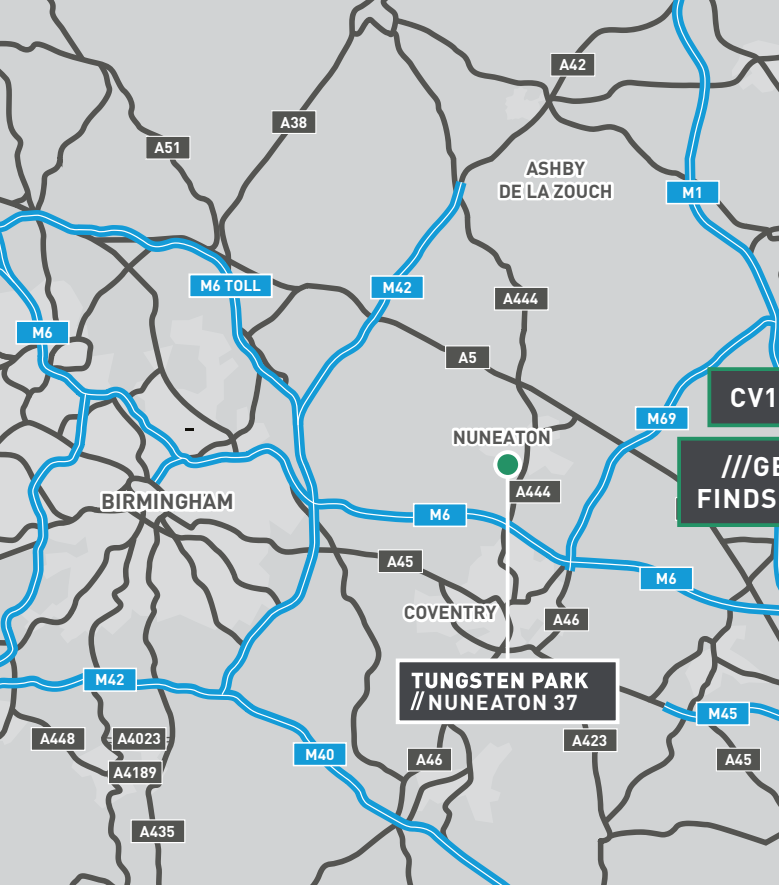 A42
A38
A51
ASHBY
DE LA ZOUCH
M1
M6 TOLL
M42
A444
M6
A5
CV1
M69
NUNEATON
///GE
FINDS
A444
BIRMINGHAM
M6
A45
M6
COVENTRY
A46
TUNGSTEN PARK
//NUNEATON 37
M42
M45
A448
A4023
A423
M40
A46
A45
A4189
A435